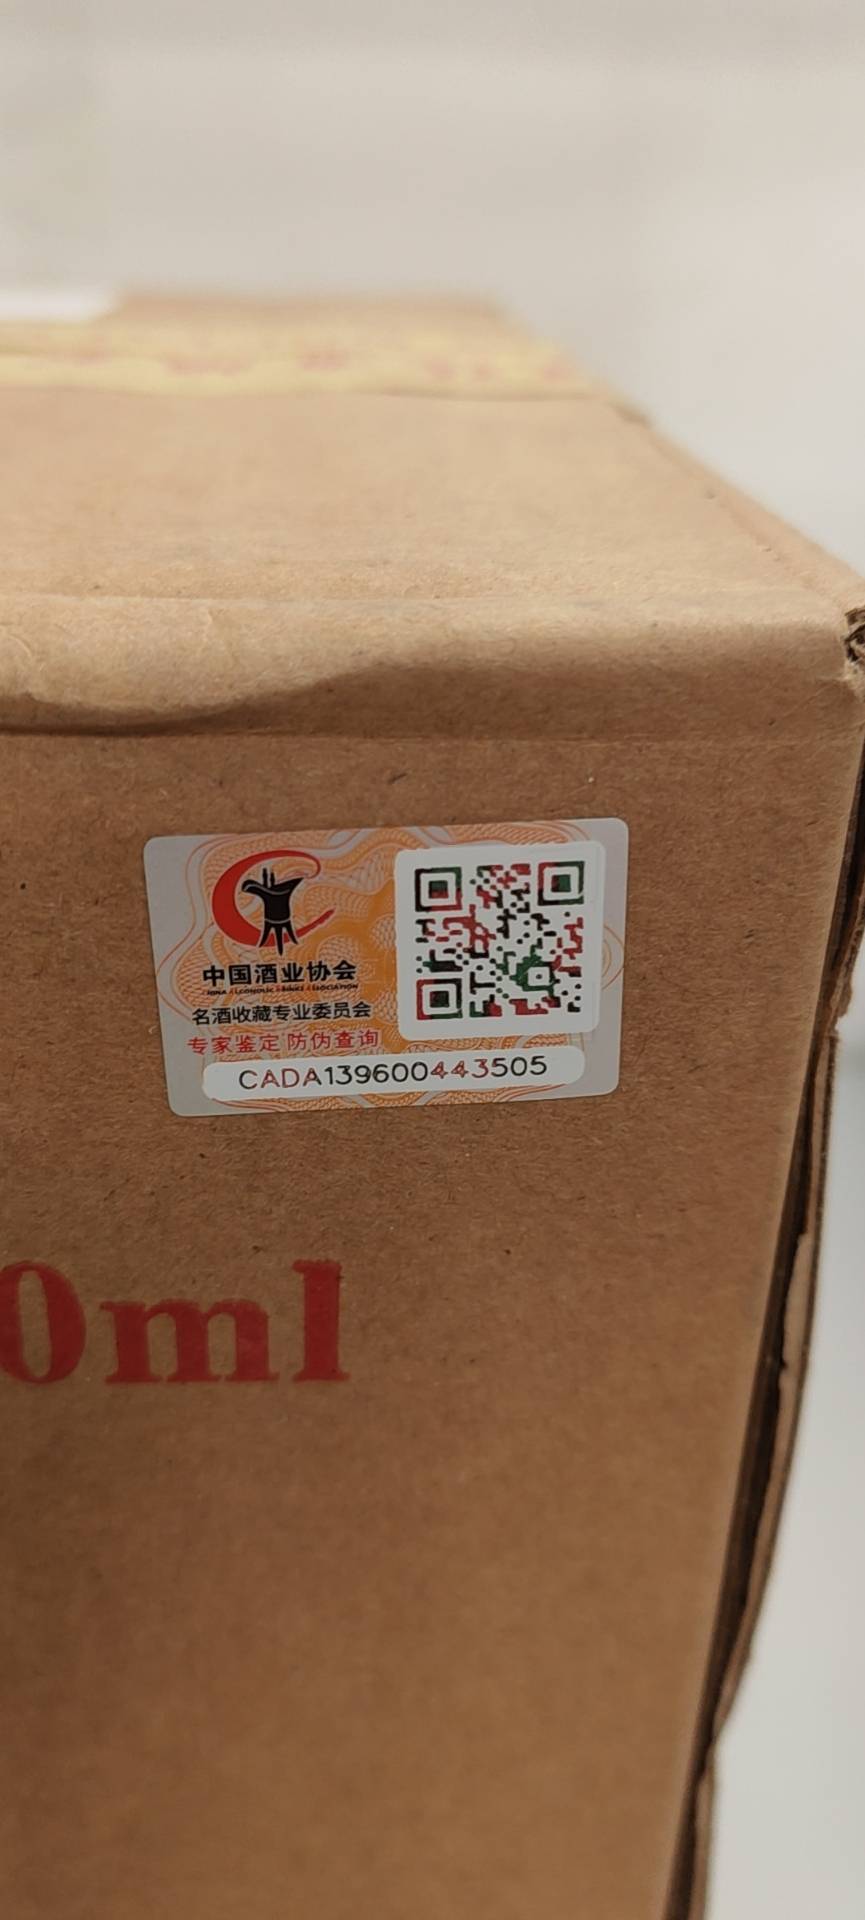 中国酒业协会
名酒收藏专业委员会
专家鉴定 防伪查询
CADA139600443505
0ml